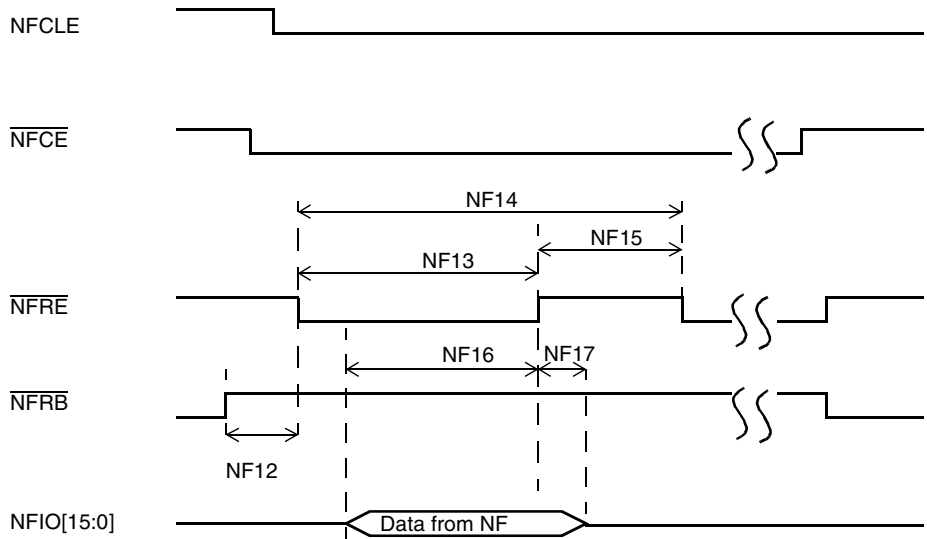 NFCLE
NFCE
NF14
NF15
NF13
NFRE
NF16 NF17
NFRB
NF12
NFIO[15:0] Data from NF